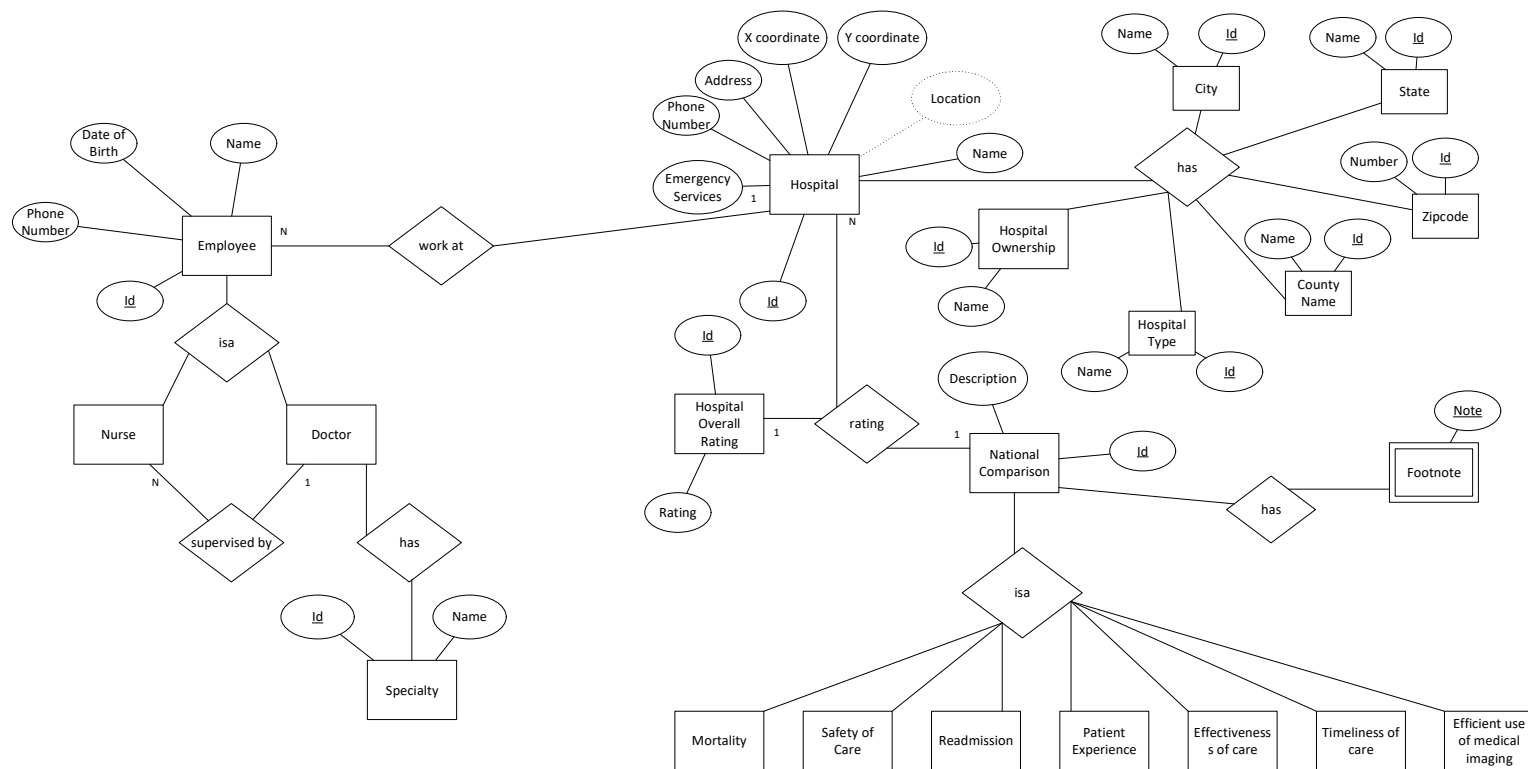 X coordinate
Y coordinate
Name
Id
Name
Id
Address
Location
City
State
Phone
Number
Date of
Birth
Name
Name
has
Number
Id
Emergency
Services
1
Hospital
Phone
Number
N
N
Employee
work at
Hospital
Ownership
Id
Zipcode
Name
Id
Id
Id
Name
County
Name
isa
Id
Hospital
Type
Name
Id
Description
Nurse
Doctor
Hospital
Overall
Rating
1
rating
1
National
Comparison
Id
Note
Footnote
N
1
Rating
has
supervised by
has
isa
Id
Name
Specialty
Mortality
Safety of
Care
Readmission
Patient
Experience
Effectivenes
s of care
Timeliness of
care
Efficient use
of medical
imaging